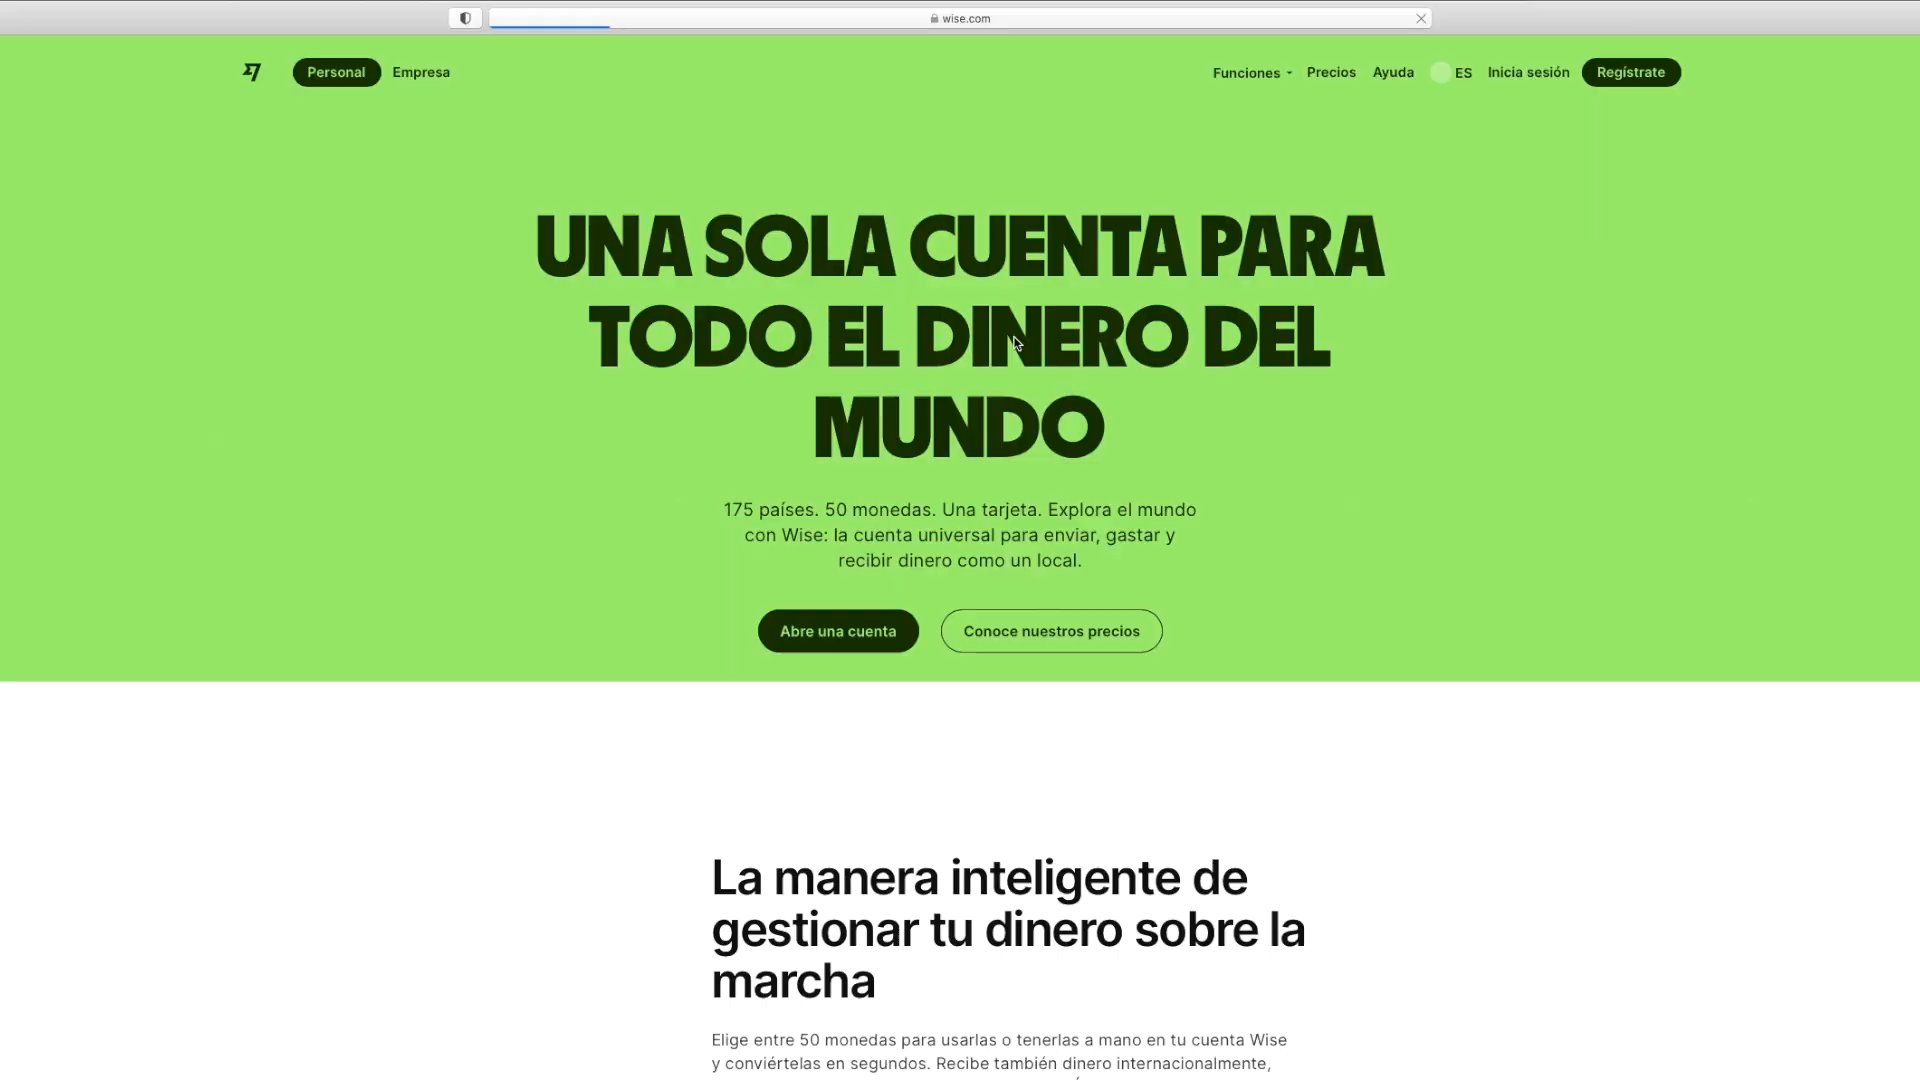 wise.com
Personal Empresa Funciones Precios Ayuda ES Inicia sesión Regístrate
UNA SOLA CUENTA PARA
TODO EL DINERO DEL
MUNDO
175 países. 50 monedas. Una tarjeta. Explora el mundo
con Wise: la cuenta universal para enviar, gastar y
recibir dinero como un local.
Abre una cuenta Conoce nuestros precios
La manera inteligente de
gestionar tu dinero sobre la
marcha
Elige entre 50 monedas para usarlas o tenerlas a mano en tu cuenta Wise
y conviértelas en segundos. Recibe también dinero internacionalmente,